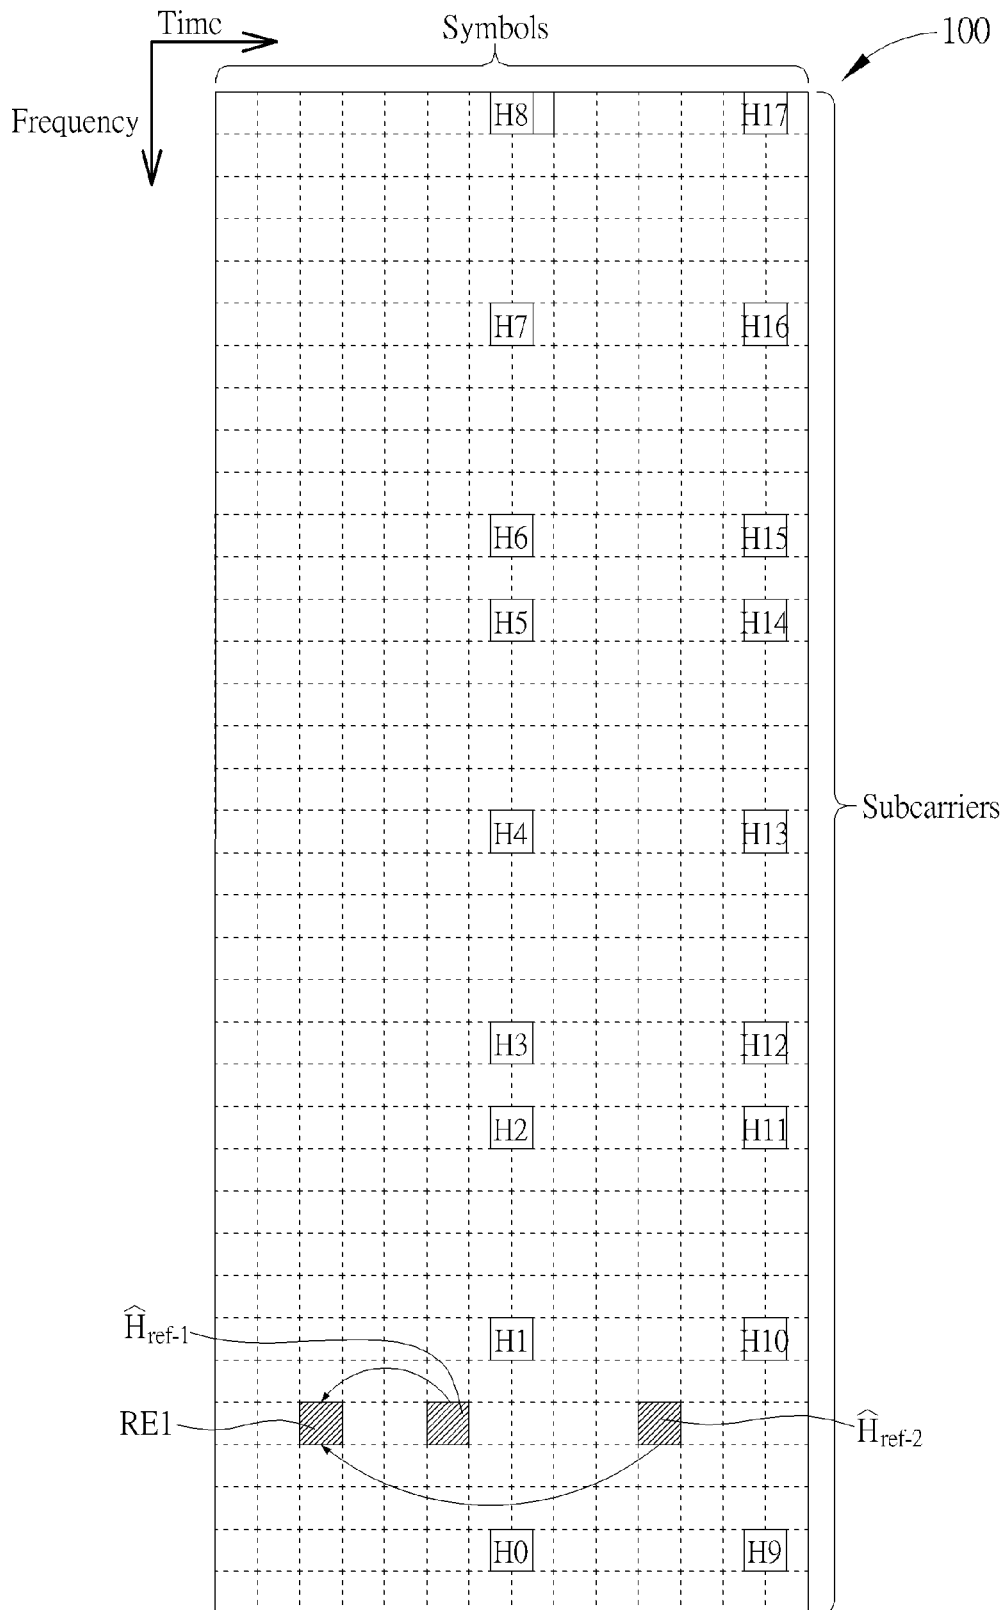 Time
Symbols
100
Frequency
H8
H17
H7
H16
H6
H15
H5
H14
Subcarriers
H4
H13
H3
H12
H2
H11
Ĥref-1
H1
H10
RE1
Ĥref-2
H0
H9